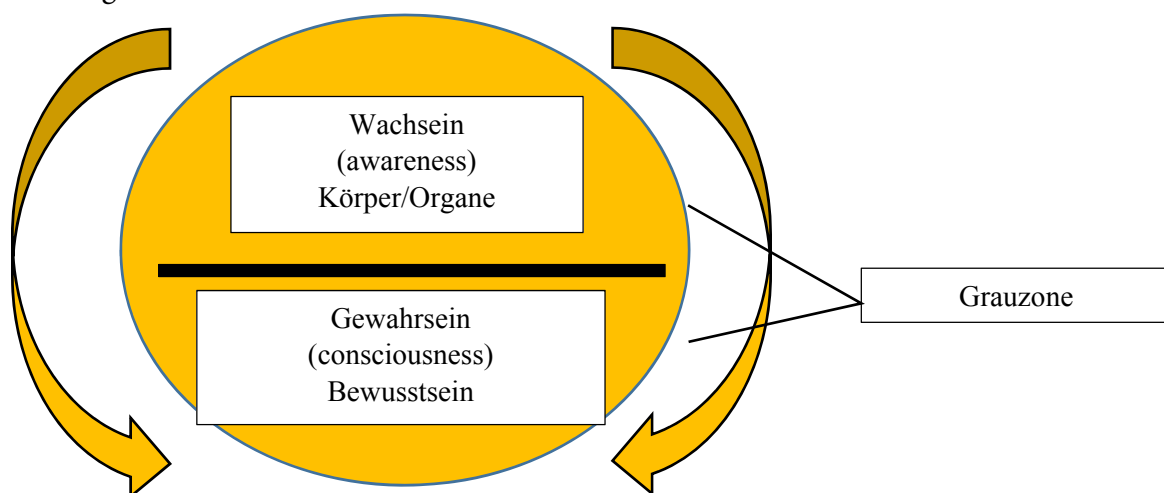 Wachsein
(awareness)
Körper/Organe
Gewahrsein
(consciousness)
Bewusstsein
Grauzone